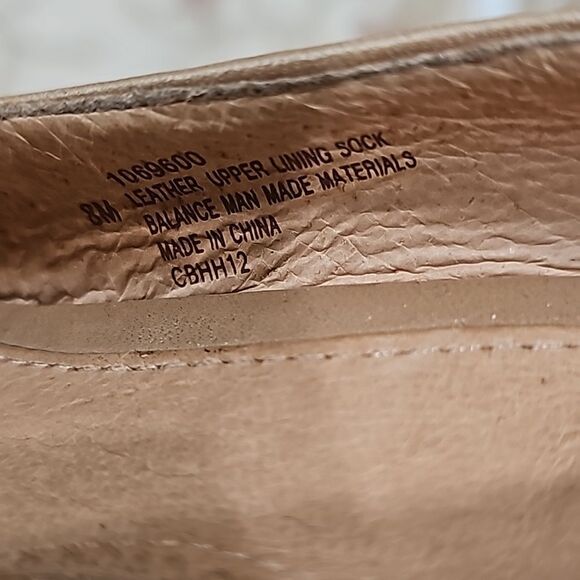 1069600
8M LEATHER UPPER LINING SOCK
BALANCE MAN MADE MATERIALS
MADE IN CHINA
CBHH12